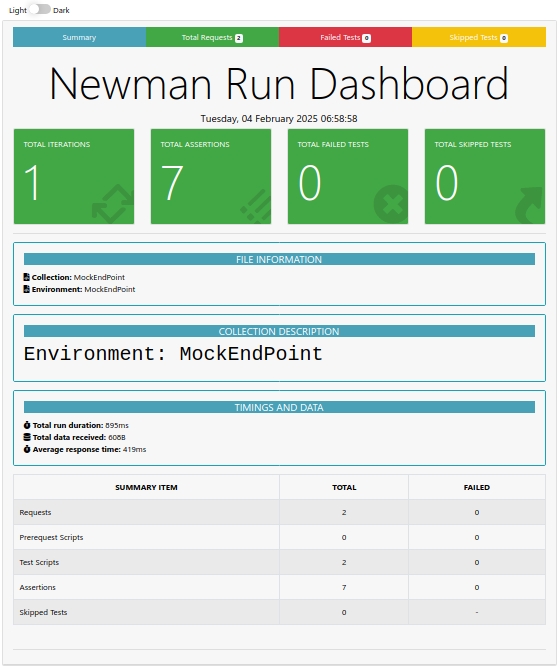 Light Dark
Summary Total Requests 2 Failed Tests 0 Skipped Tests 0
Newman Run Dashboard
Tuesday, 04 February 2025 06:58:58
TOTAL ITERATIONS TOTAL ASSERTIONS TOTAL FAILED TESTS TOTAL SKIPPED TESTS
1 7 0 0
FILE INFORMATION
Collection: MockEndPoint
Environment: MockEndPoint
COLLECTION DESCRIPTION
Environment: MockEndPoint
TIMINGS AND DATA
Total run duration: 895ms
Total data received: 608B
Average response time: 419ms
SUMMARY ITEM TOTAL FAILED
Requests 2 0
Prerequest Scripts 0 0
Test Scripts 2 0
Assertions 7 0
Skipped Tests 0 -